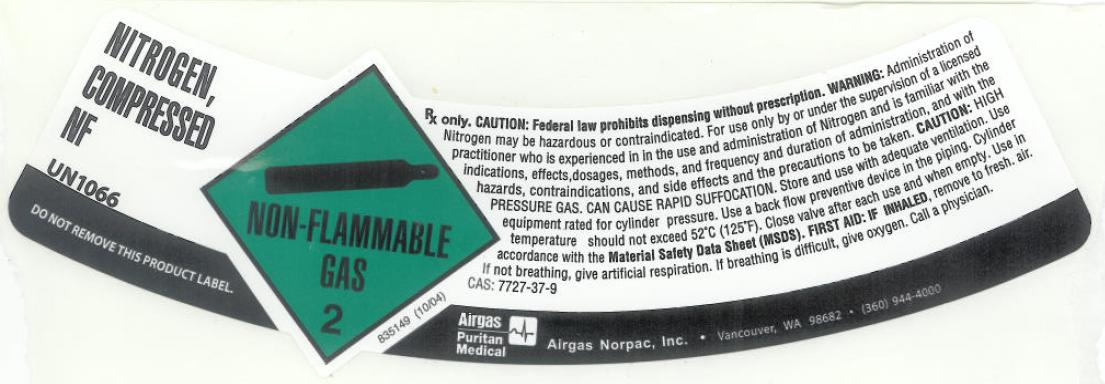 NITROGEN,
COMPRESSED
NF
UN1066
DO NOT REMOVE THIS PRODUCT LABEL.
NON-FLAMMABLE
GAS
2
835149 (10/04)
Rx only. CAUTION: Federal law prohibits dispensing without prescription. WARNING: Administration of
Nitrogen may be hazardous or contraindicated. For use only by or under the supervision of a licensed
practitioner who is experienced in in the use and administration of Nitrogen and is familiar with the
indications, effects,dosages, methods, and frequency and duration of administration, and with the
hazards, contraindications, and side effects and the precautions to be taken. CAUTION: HIGH
PRESSURE GAS. CAN CAUSE RAPID SUFFOCATION. Store and use with adequate ventilation. Use
equipment rated for cylinder pressure. Use a back flow preventive device in the piping. Cylinder
temperature should not exceed 52°C (125°F). Close valve after each use and when empty. Use in
accordance with the Material Safety Data Sheet (MSDS). FIRST AID: IF INHALED, remove to fresh. air.
If not breathing, give artificial respiration. If breathing is difficult, give oxygen. Call a physician.
CAS: 7727-37-9
Airgas
Puritan
Medical
Airgas Norpac, Inc. • Vancouver, WA 98682 • (360) 944-4000